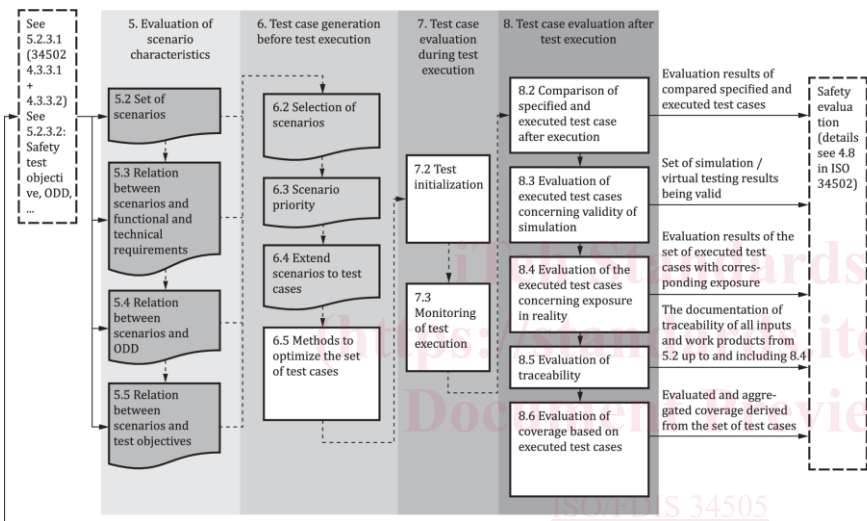 See
5.2.3.1
(34502
4.3.3.1
+
4.3.3.2)
See
5.2.3.2:
Safety
test
objecti
ve, ODD,
...
5. Evaluation of
scenario
characteristics
5.2 Set of
scenarios
5.3 Relation
between
scenarios and
functional and
technical
requirements
5.4 Relation
between
scenarios and
ODD
5.5 Relation
between
scenarios and
test objectives
6. Test case generation
before test execution
6.2 Selection of
scenarios
6.3 Scenario
priority
6.4 Extend
scenarios to test
cases
6.5 Methods to
optimize the set
of test cases
7. Test case
evaluation
during test
execution
7.2 Test
initialization
7.3
Monitoring
of test
execution
8. Test case evaluation after
test execution
8.2 Comparison of
specified and
executed test case
after execution
8.3 Evaluation of
executed test cases
concerning validity of
simulation
8.4 Evaluation of the
executed test cases
concerning exposure in
reality
8.5 Evaluation of
traceability
8.6 Evaluation of
coverage based on
executed test cases
Evaluation results of
compared specified and
executed test cases
Set of simulation /
virtual testing results
being valid
Evaluation results of the
set of executed test
cases with corres-
ponding exposure
The documentation of
traceability of all inputs
and work products from
5.2 up to and including 8.4
Evaluated and aggre-
gated coverage derived
from the set of test cases
Safety
evalua
tion
(details
see 4.8
in ISO
34502)
iTeh Standards
(https://standards.ite
Document Previe
ISO/FDIS 34505